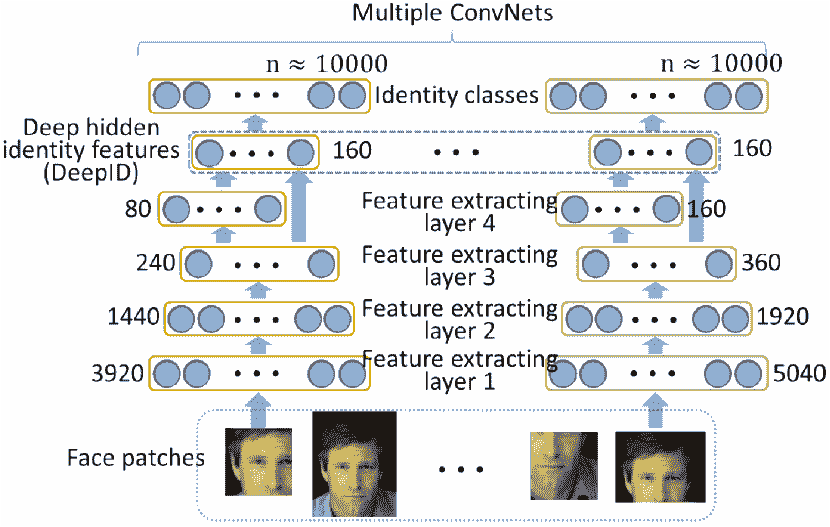 Multiple ConvNets
n ≈ 10000
n ≈ 10000
Identity classes
Deep hidden
identity features
(DeepID)
160
• • •
160
80
Feature extracting
layer 4
160
240
Feature extracting
layer 3
360
1440
Feature extracting
layer 2
1920
3920
Feature extracting
layer 1
5040
Face patches